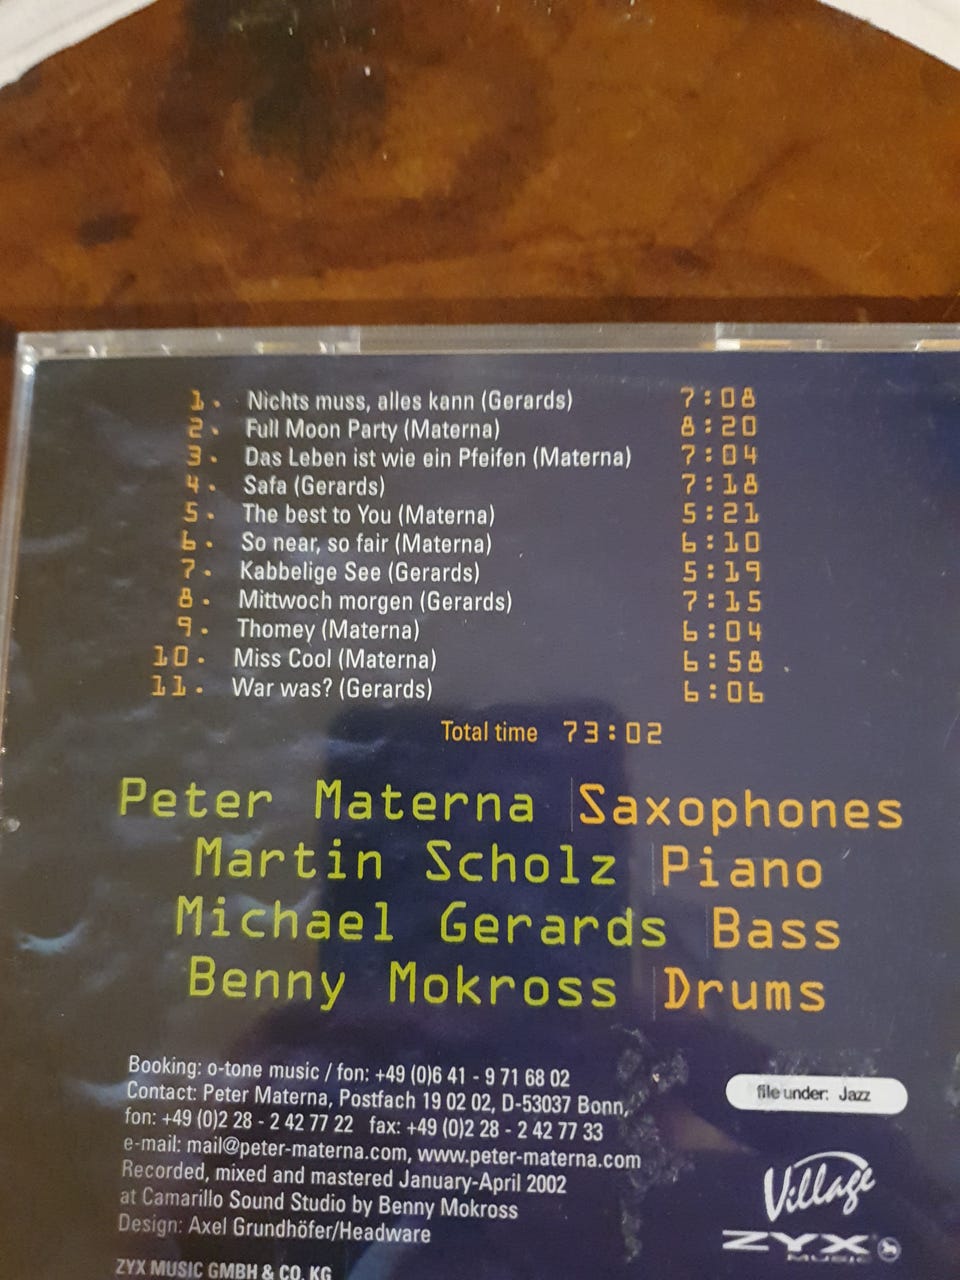 1. Nichts muss, alles kann (Gerards) 7:08
2. Full Moon Party (Materna) 8:20
3. Das Leben ist wie ein Pfeifen (Materna) 7:04
4. Safa (Gerards) 7:18
5. The best to You (Materna) 5:21
6. So near, so fair (Materna) 6:10
7. Kabbelige See (Gerards) 5:19
8. Mittwoch morgen (Gerards) 7:15
9. Thomey (Materna) 6:04
10. Miss Cool (Materna) 6:58
11. War was? (Gerards) 6:06
Total time 73:02
Peter Materna Saxophones
Martin Scholz Piano
Michael Gerards Bass
Benny Mokross Drums
Booking: o-tone music / fon: +49 (0)6 41 - 9 71 68 02
Contact: Peter Materna, Postfach 19 02 02, D-53037 Bonn,
fon: +49 (0)2 28 - 2 42 77 22 fax: +49 (0)2 28 - 2 42 77 33
e-mail: mail@peter-materna.com, www.peter-materna.com
Recorded, mixed and mastered January-April 2002
at Camarillo Sound Studio by Benny Mokross
Design: Axel Grundhöfer/Headware
ZYX MUSIC GMBH & CO. KG
file under: Jazz
Village
ZYX
MUSIC